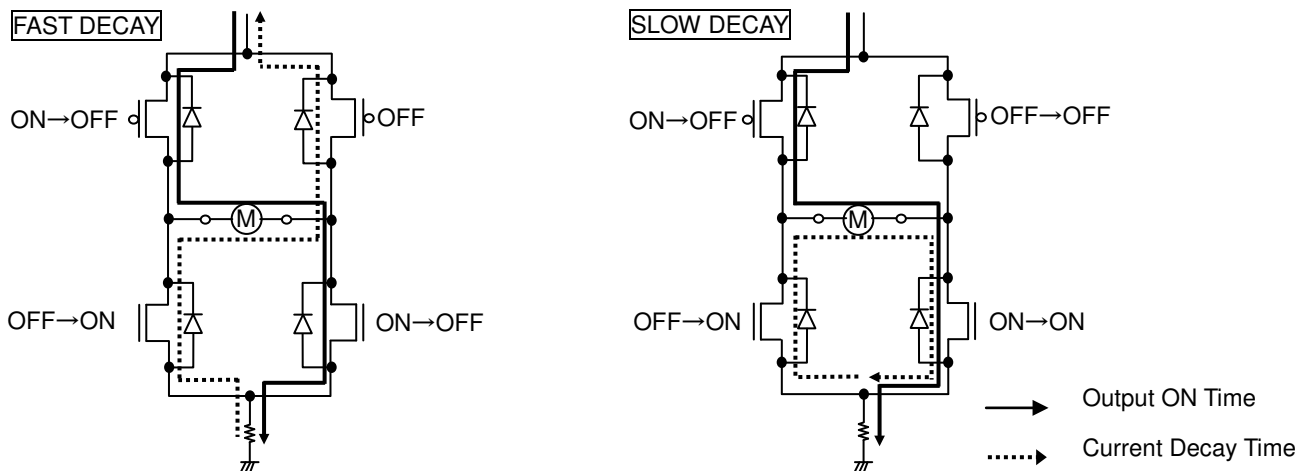 FAST DECAY
ON→OFF
OFF
M
OFF→ON
ON→OFF
SLOW DECAY
ON→OFF
OFF→OFF
M
OFF→ON
ON→ON
Output ON Time
Current Decay Time